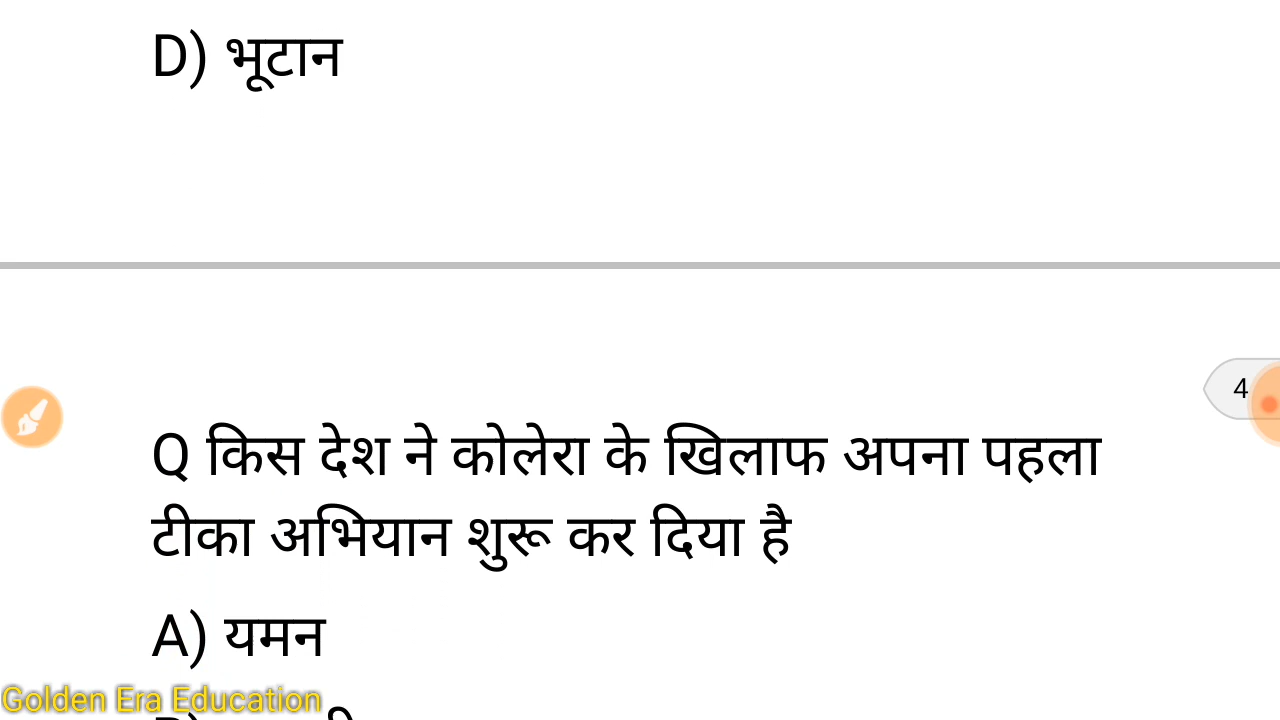 D) भूटान
4
Q किस देश ने कोलेरा के खिलाफ अपना पहला
टीका अभियान शुरू कर दिया है
A) यमन
Golden Era Education